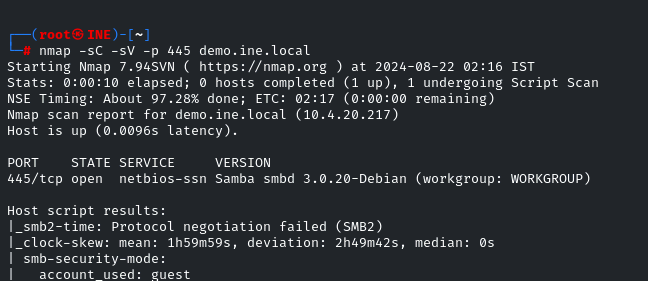 ┌──(root㉿INE)-[~]
└─# nmap -sC -sV -p 445 demo.ine.local
Starting Nmap 7.94SVN ( https://nmap.org ) at 2024-08-22 02:16 IST
Stats: 0:00:10 elapsed; 0 hosts completed (1 up), 1 undergoing Script Scan
NSE Timing: About 97.28% done; ETC: 02:17 (0:00:00 remaining)
Nmap scan report for demo.ine.local (10.4.20.217)
Host is up (0.0096s latency).
PORT    STATE SERVICE     VERSION
445/tcp open  netbios-ssn Samba smbd 3.0.20-Debian (workgroup: WORKGROUP)
Host script results:
|_smb2-time: Protocol negotiation failed (SMB2)
|_clock-skew: mean: 1h59m59s, deviation: 2h49m42s, median: 0s
| smb-security-mode:
|   account_used: guest